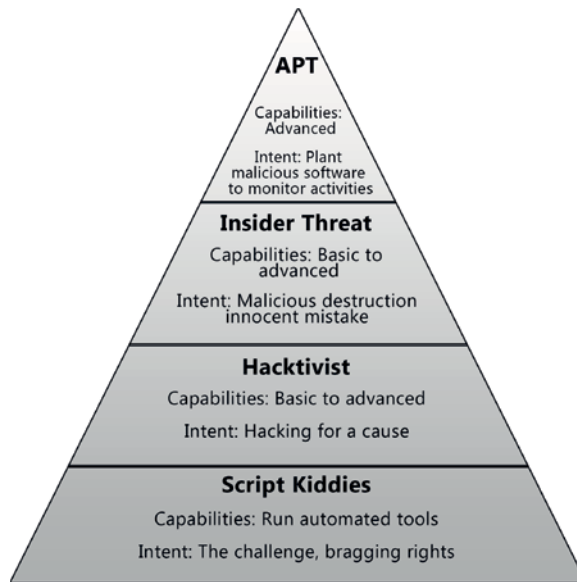 APT
Capabilities:
Advanced
Intent: Plant
malicious software
to monitor activities
Insider Threat
Capabilities: Basic to
advanced
Intent: Malicious destruction
innocent mistake
Hacktivist
Capabilities: Basic to advanced
Intent: Hacking for a cause
Script Kiddies
Capabilities: Run automated tools
Intent: The challenge, bragging rights